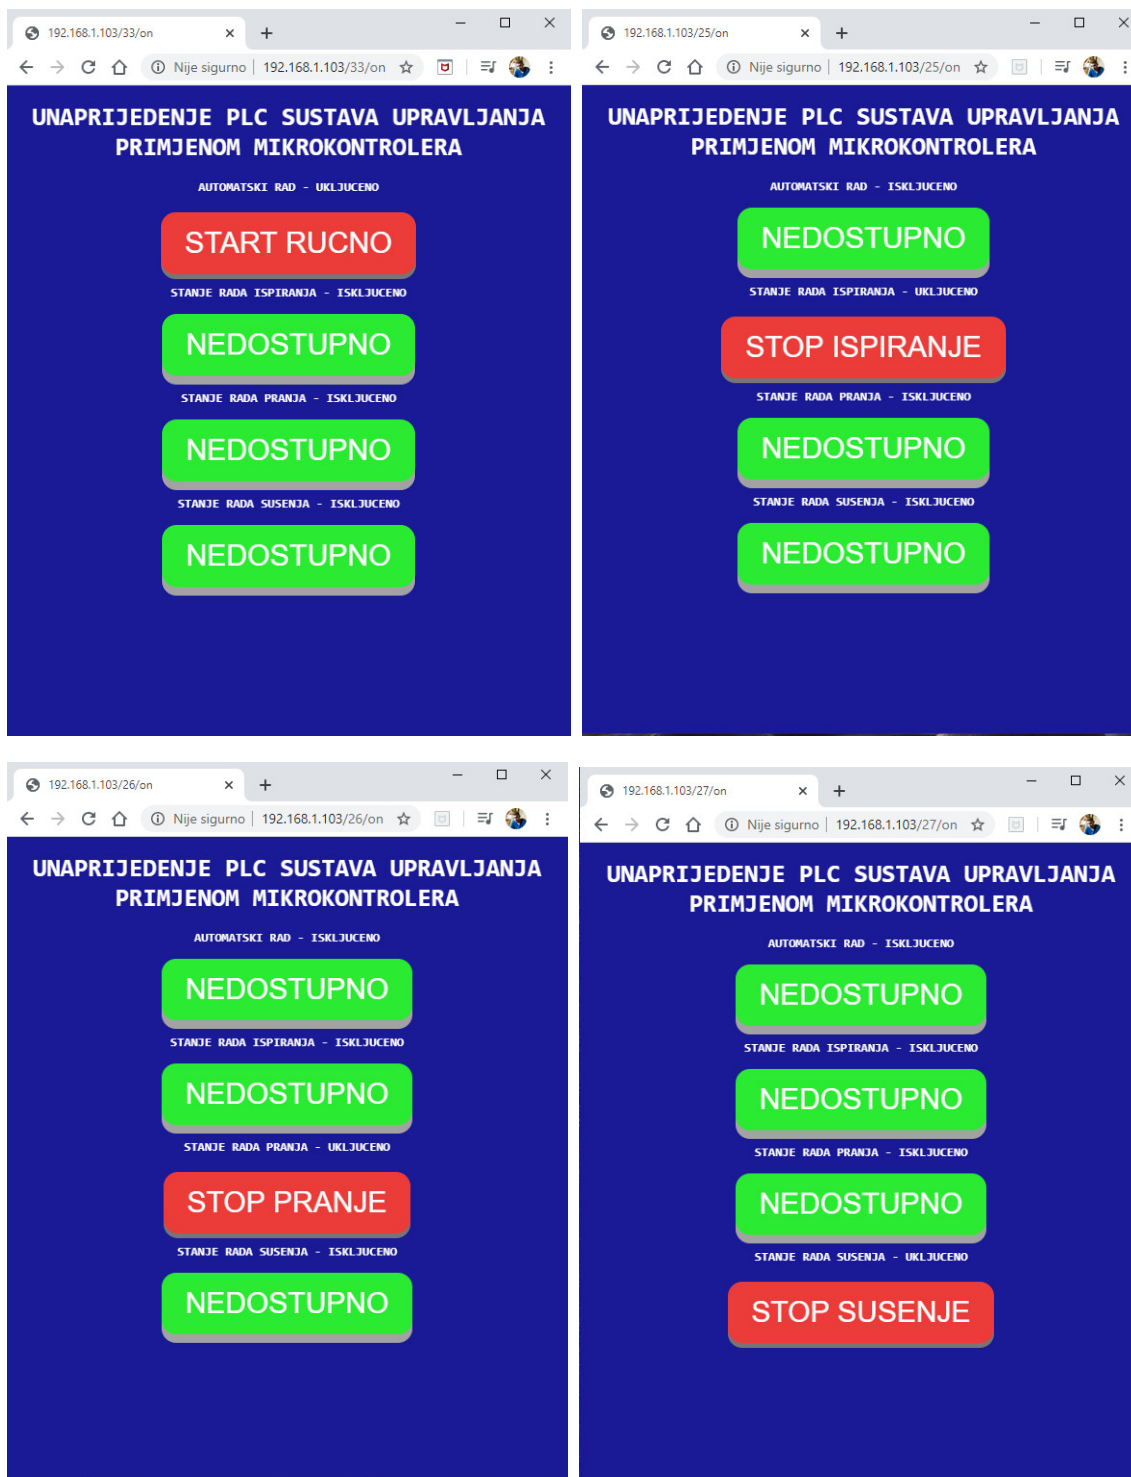 192.168.1.103/33/on
Nije sigurno | 192.168.1.103/33/on
UNAPRIJEDENJE PLC SUSTAVA UPRAVLJANJA
PRIMJENOM MIKROKONTROLERA
AUTOMATSKI RAD - UKLJUCENO
START RUCNO
STANJE RADA ISPIRANJA - ISKLJUCENO
NEDOSTUPNO
STANJE RADA PRANJA - ISKLJUCENO
NEDOSTUPNO
STANJE RADA SUSENJA - ISKLJUCENO
NEDOSTUPNO
192.168.1.103/25/on
Nije sigurno | 192.168.1.103/25/on
UNAPRIJEDENJE PLC SUSTAVA UPRAVLJANJA
PRIMJENOM MIKROKONTROLERA
AUTOMATSKI RAD - ISKLJUCENO
NEDOSTUPNO
STANJE RADA ISPIRANJA - UKLJUCENO
STOP ISPIRANJE
STANJE RADA PRANJA - ISKLJUCENO
NEDOSTUPNO
STANJE RADA SUSENJA - ISKLJUCENO
NEDOSTUPNO
192.168.1.103/26/on
Nije sigurno | 192.168.1.103/26/on
UNAPRIJEDENJE PLC SUSTAVA UPRAVLJANJA
PRIMJENOM MIKROKONTROLERA
AUTOMATSKI RAD - ISKLJUCENO
NEDOSTUPNO
STANJE RADA ISPIRANJA - ISKLJUCENO
NEDOSTUPNO
STANJE RADA PRANJA - UKLJUCENO
STOP PRANJE
STANJE RADA SUSENJA - ISKLJUCENO
NEDOSTUPNO
192.168.1.103/27/on
Nije sigurno | 192.168.1.103/27/on
UNAPRIJEDENJE PLC SUSTAVA UPRAVLJANJA
PRIMJENOM MIKROKONTROLERA
AUTOMATSKI RAD - ISKLJUCENO
NEDOSTUPNO
STANJE RADA ISPIRANJA - ISKLJUCENO
NEDOSTUPNO
STANJE RADA PRANJA - ISKLJUCENO
NEDOSTUPNO
STANJE RADA SUSENJA - UKLJUCENO
STOP SUSENJE